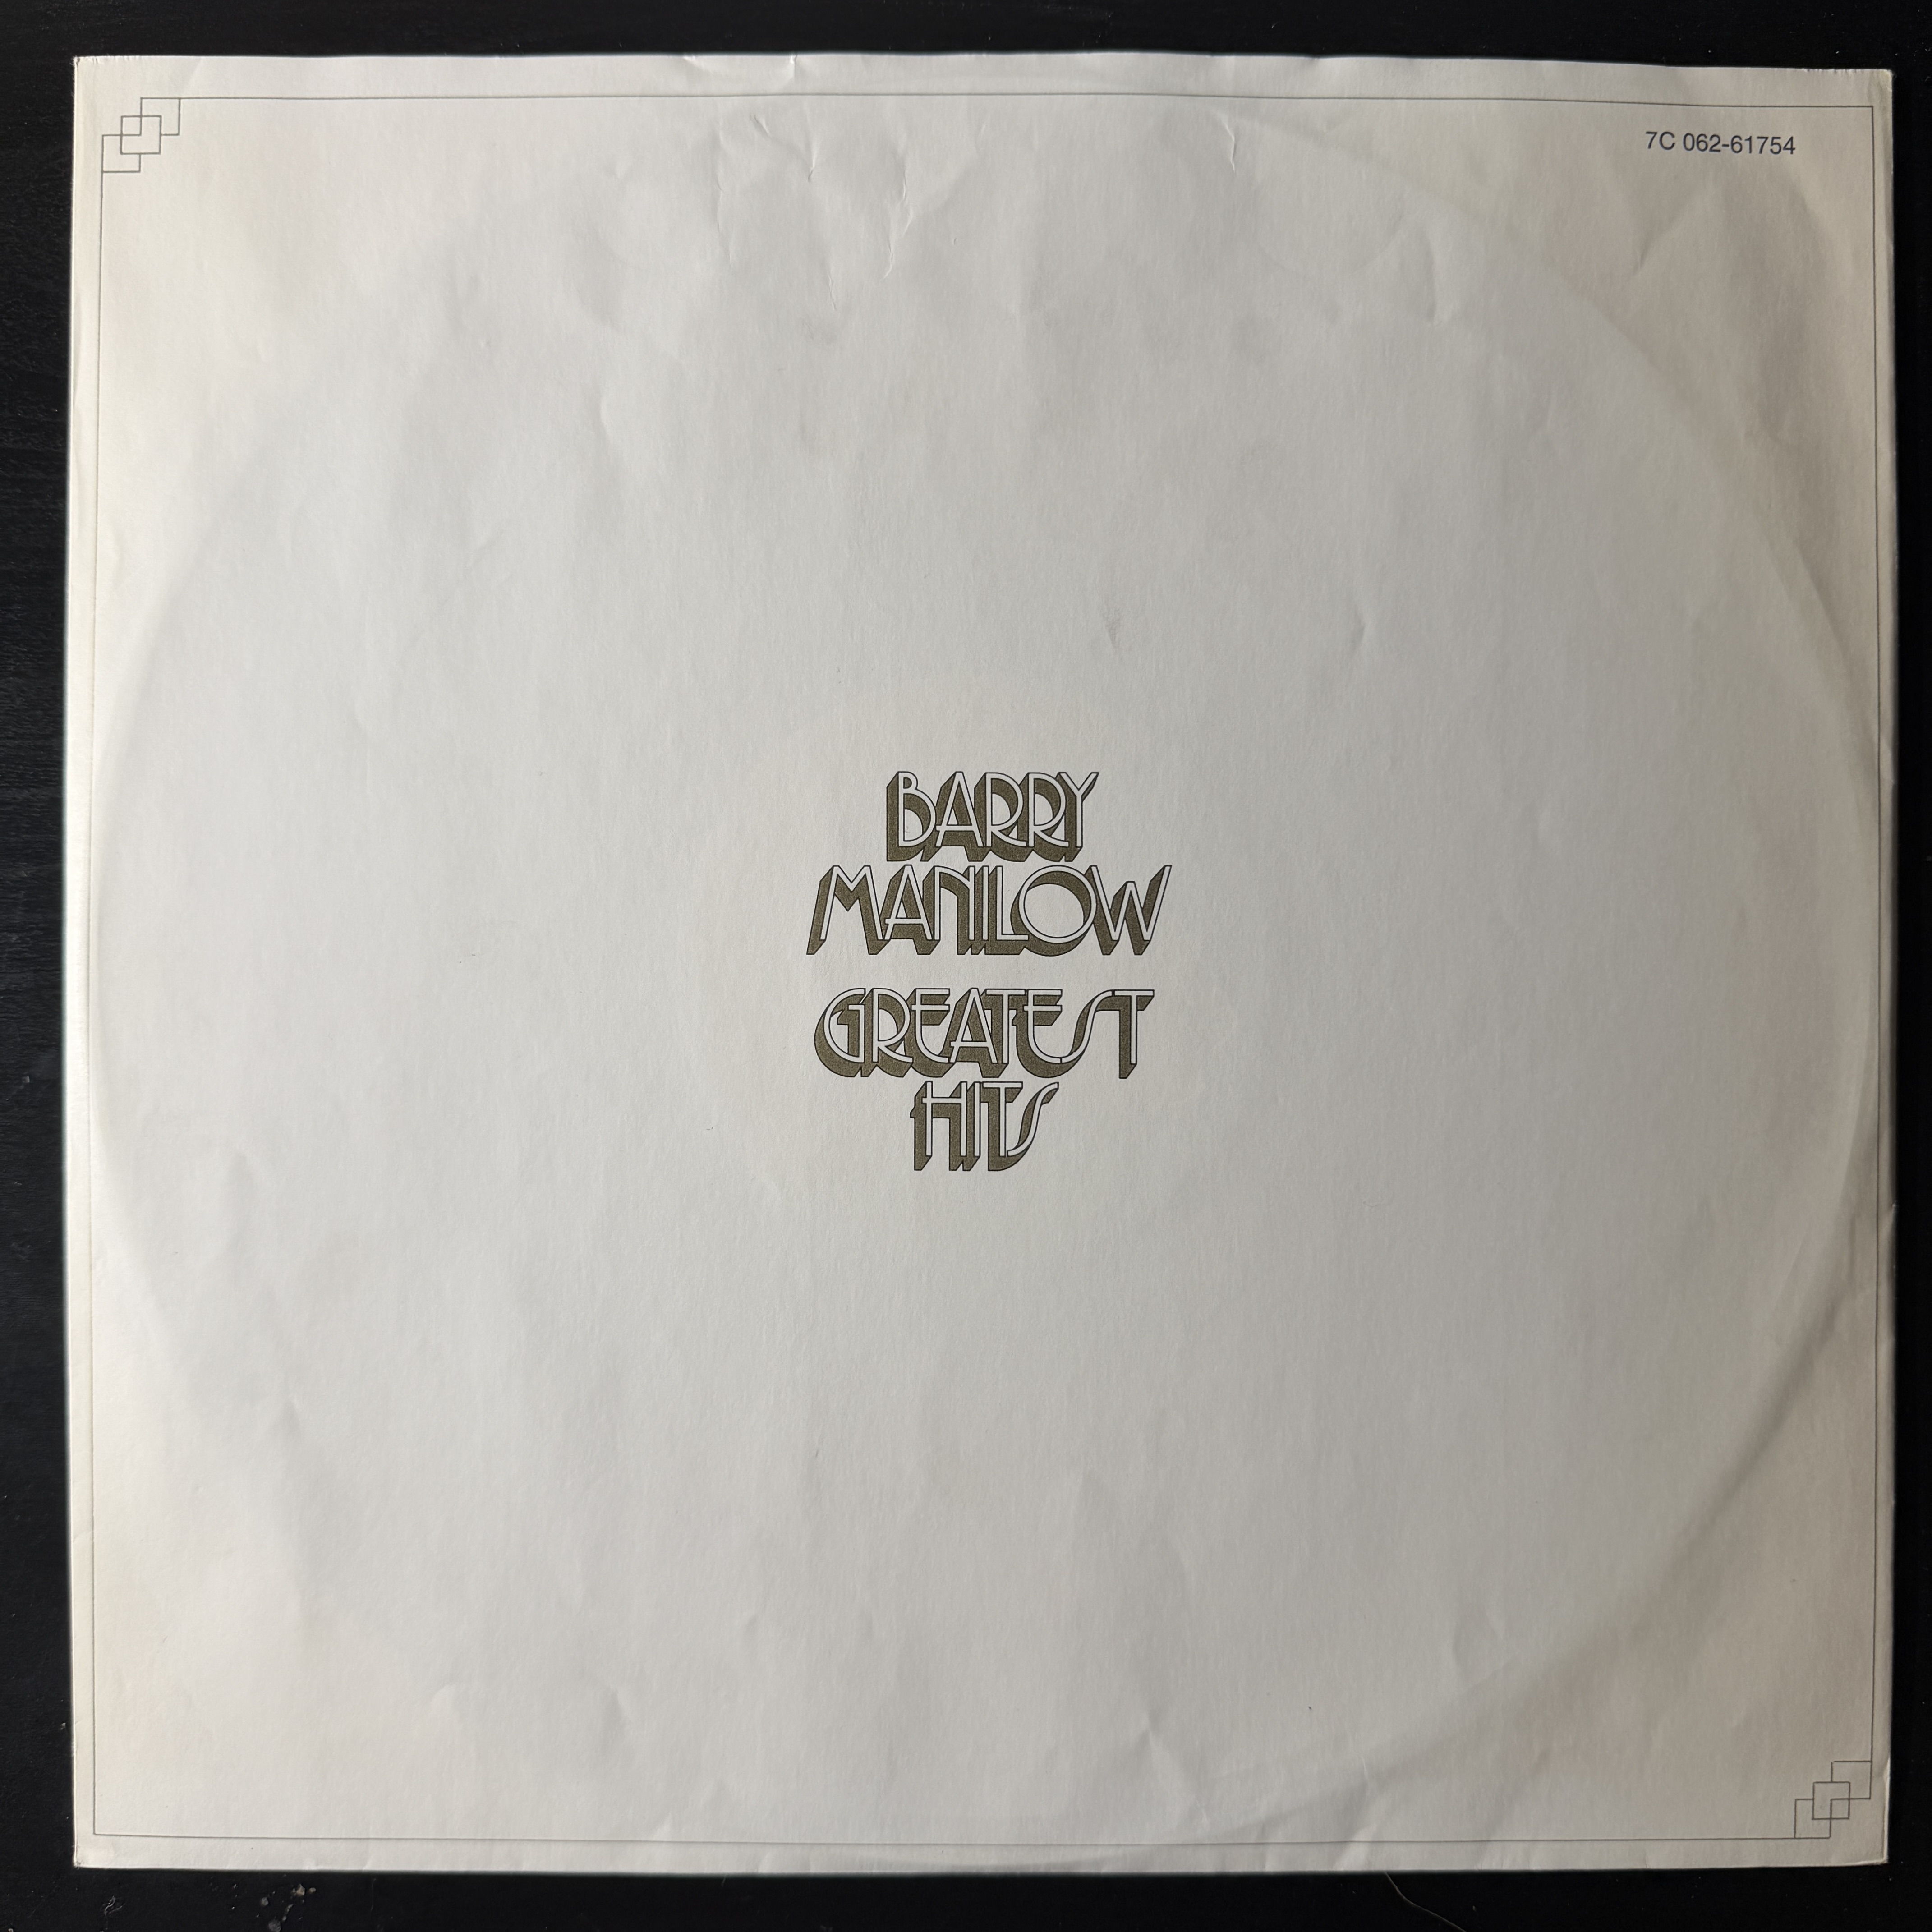 7C 062-61754
BARRY
MANILOW
GREATEST
HITS